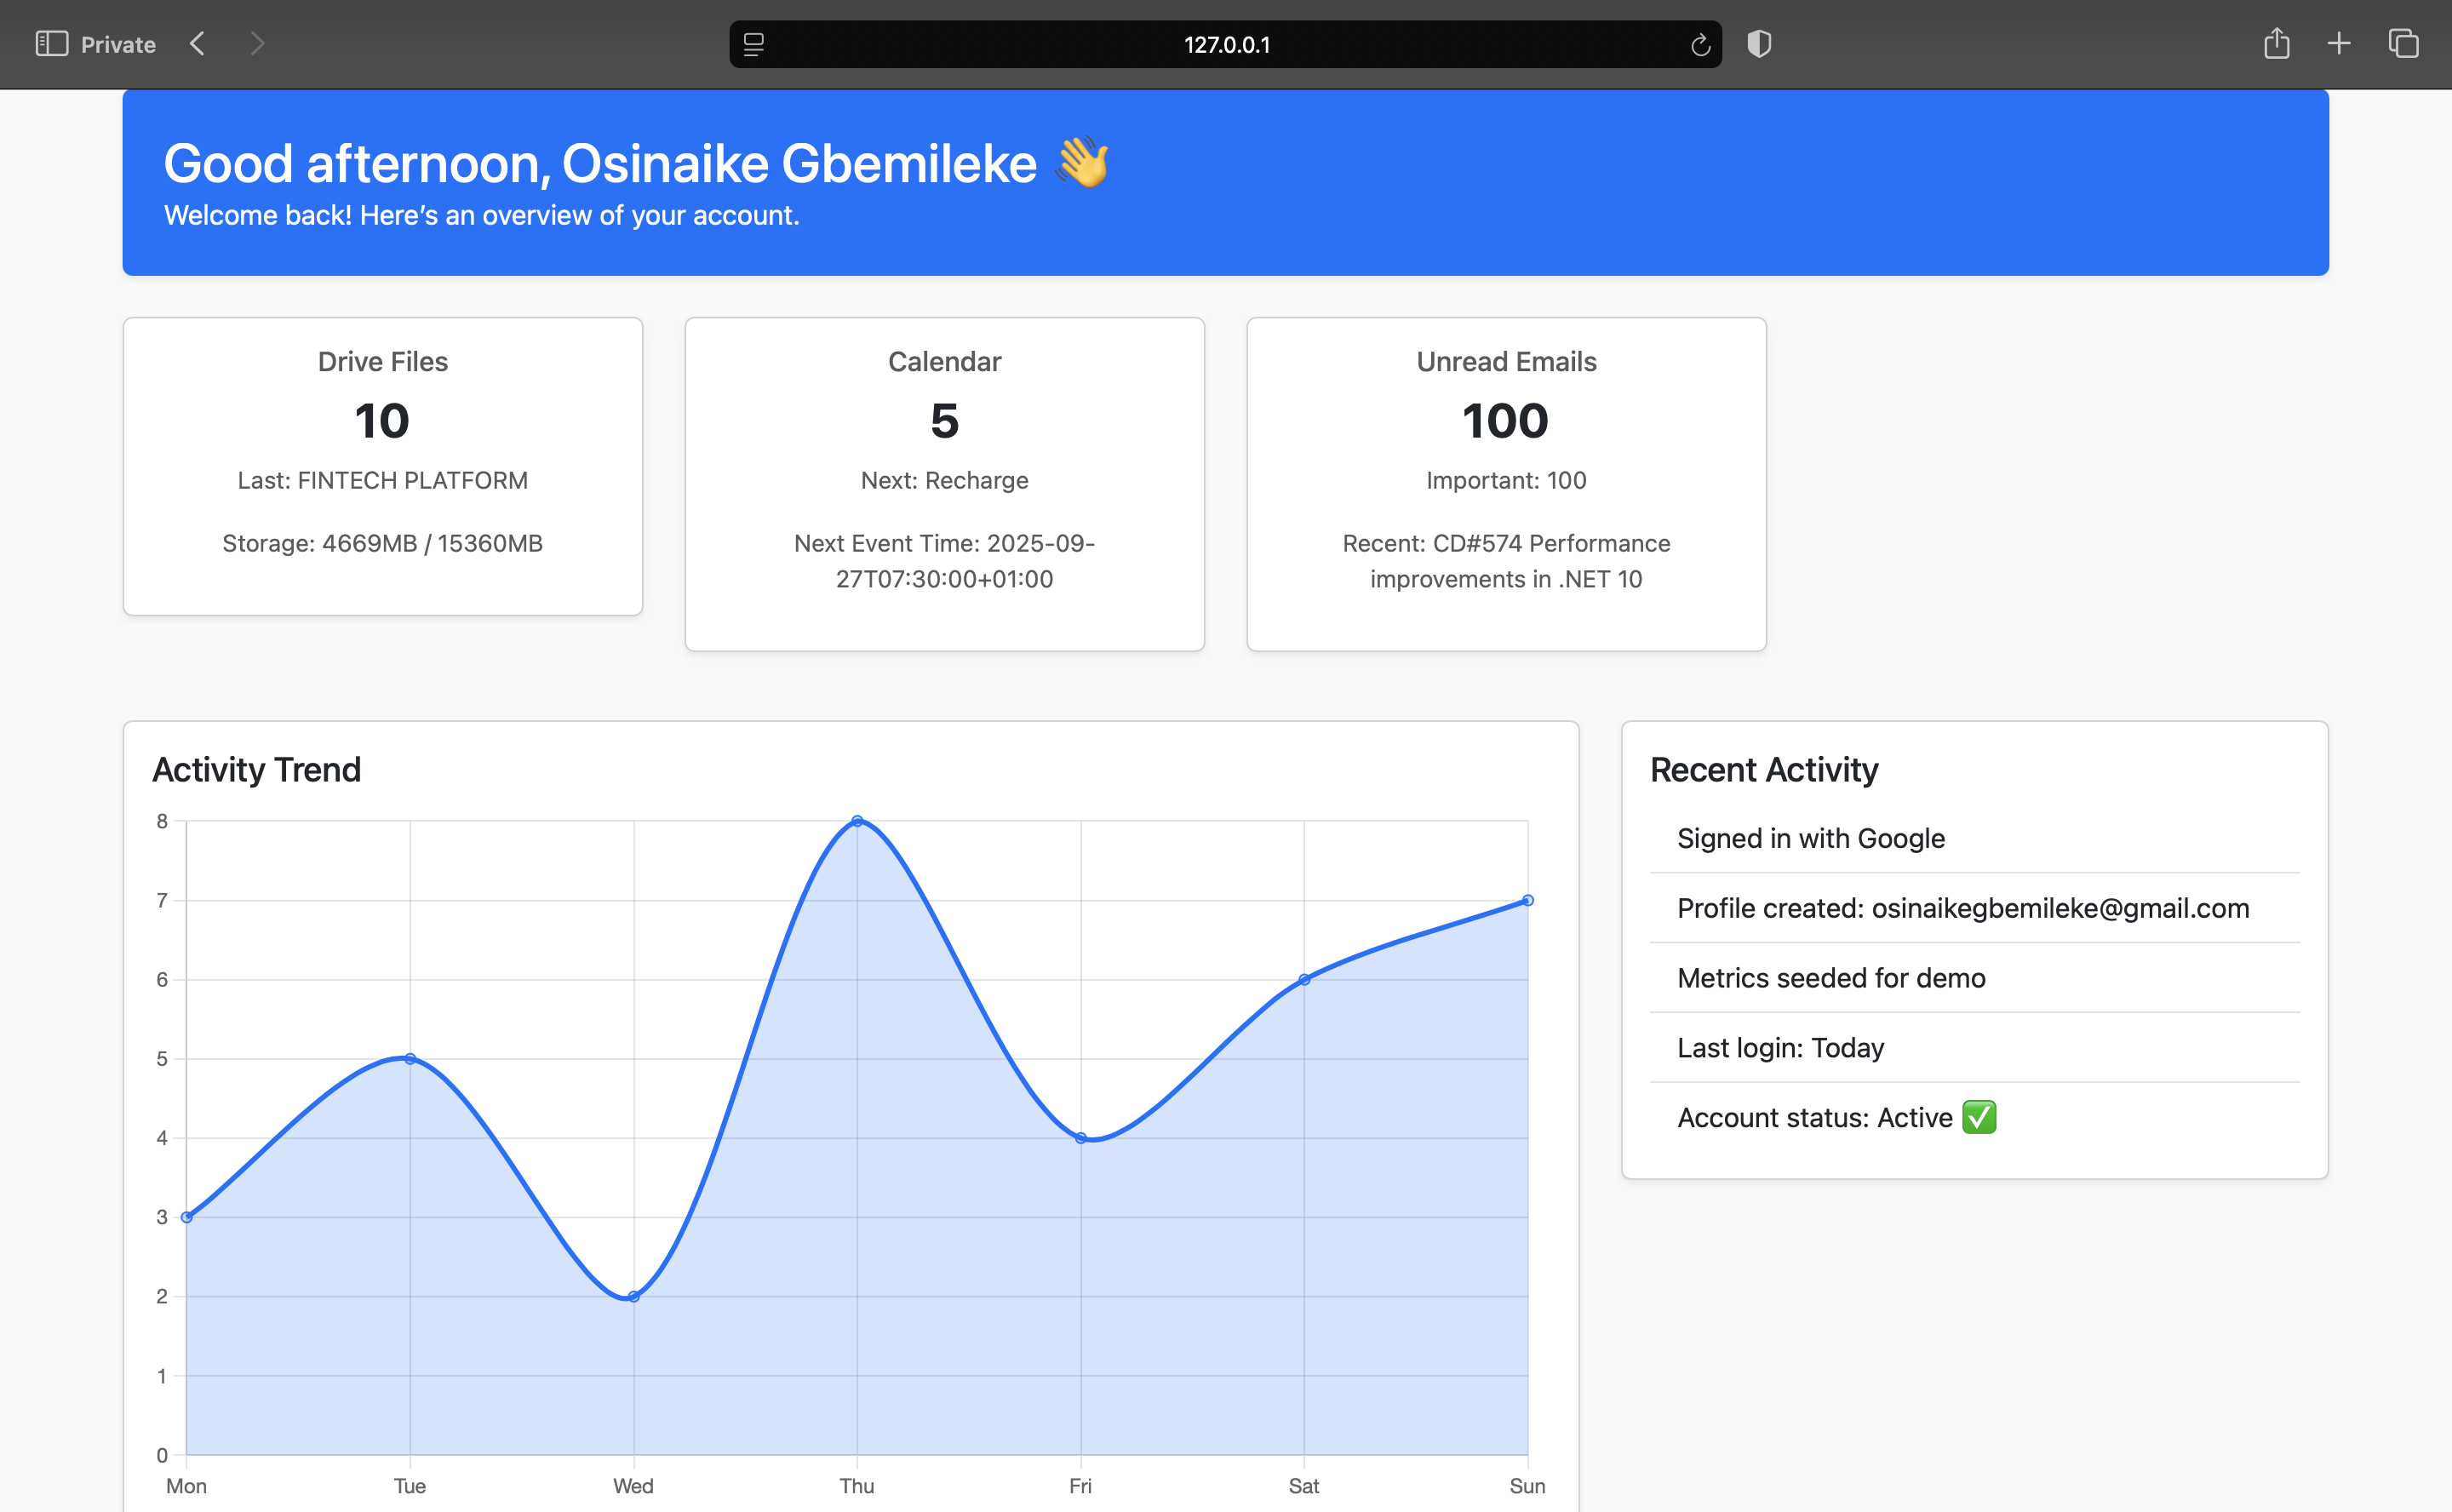 Private
127.0.0.1
Good afternoon, Osinaike Gbemileke 👋
Welcome back! Here’s an overview of your account.
Drive Files
10
Last: FINTECH PLATFORM
Storage: 4669MB / 15360MB
Calendar
5
Next: Recharge
Next Event Time: 2025-09-
27T07:30:00+01:00
Unread Emails
100
Important: 100
Recent: CD#574 Performance
improvements in .NET 10
Activity Trend
8
7
6
5
4
3
2
1
0
Mon Tue Wed Thu Fri Sat Sun
Recent Activity
Signed in with Google
Profile created: osinaikegbemileke@gmail.com
Metrics seeded for demo
Last login: Today
Account status: Active ✅